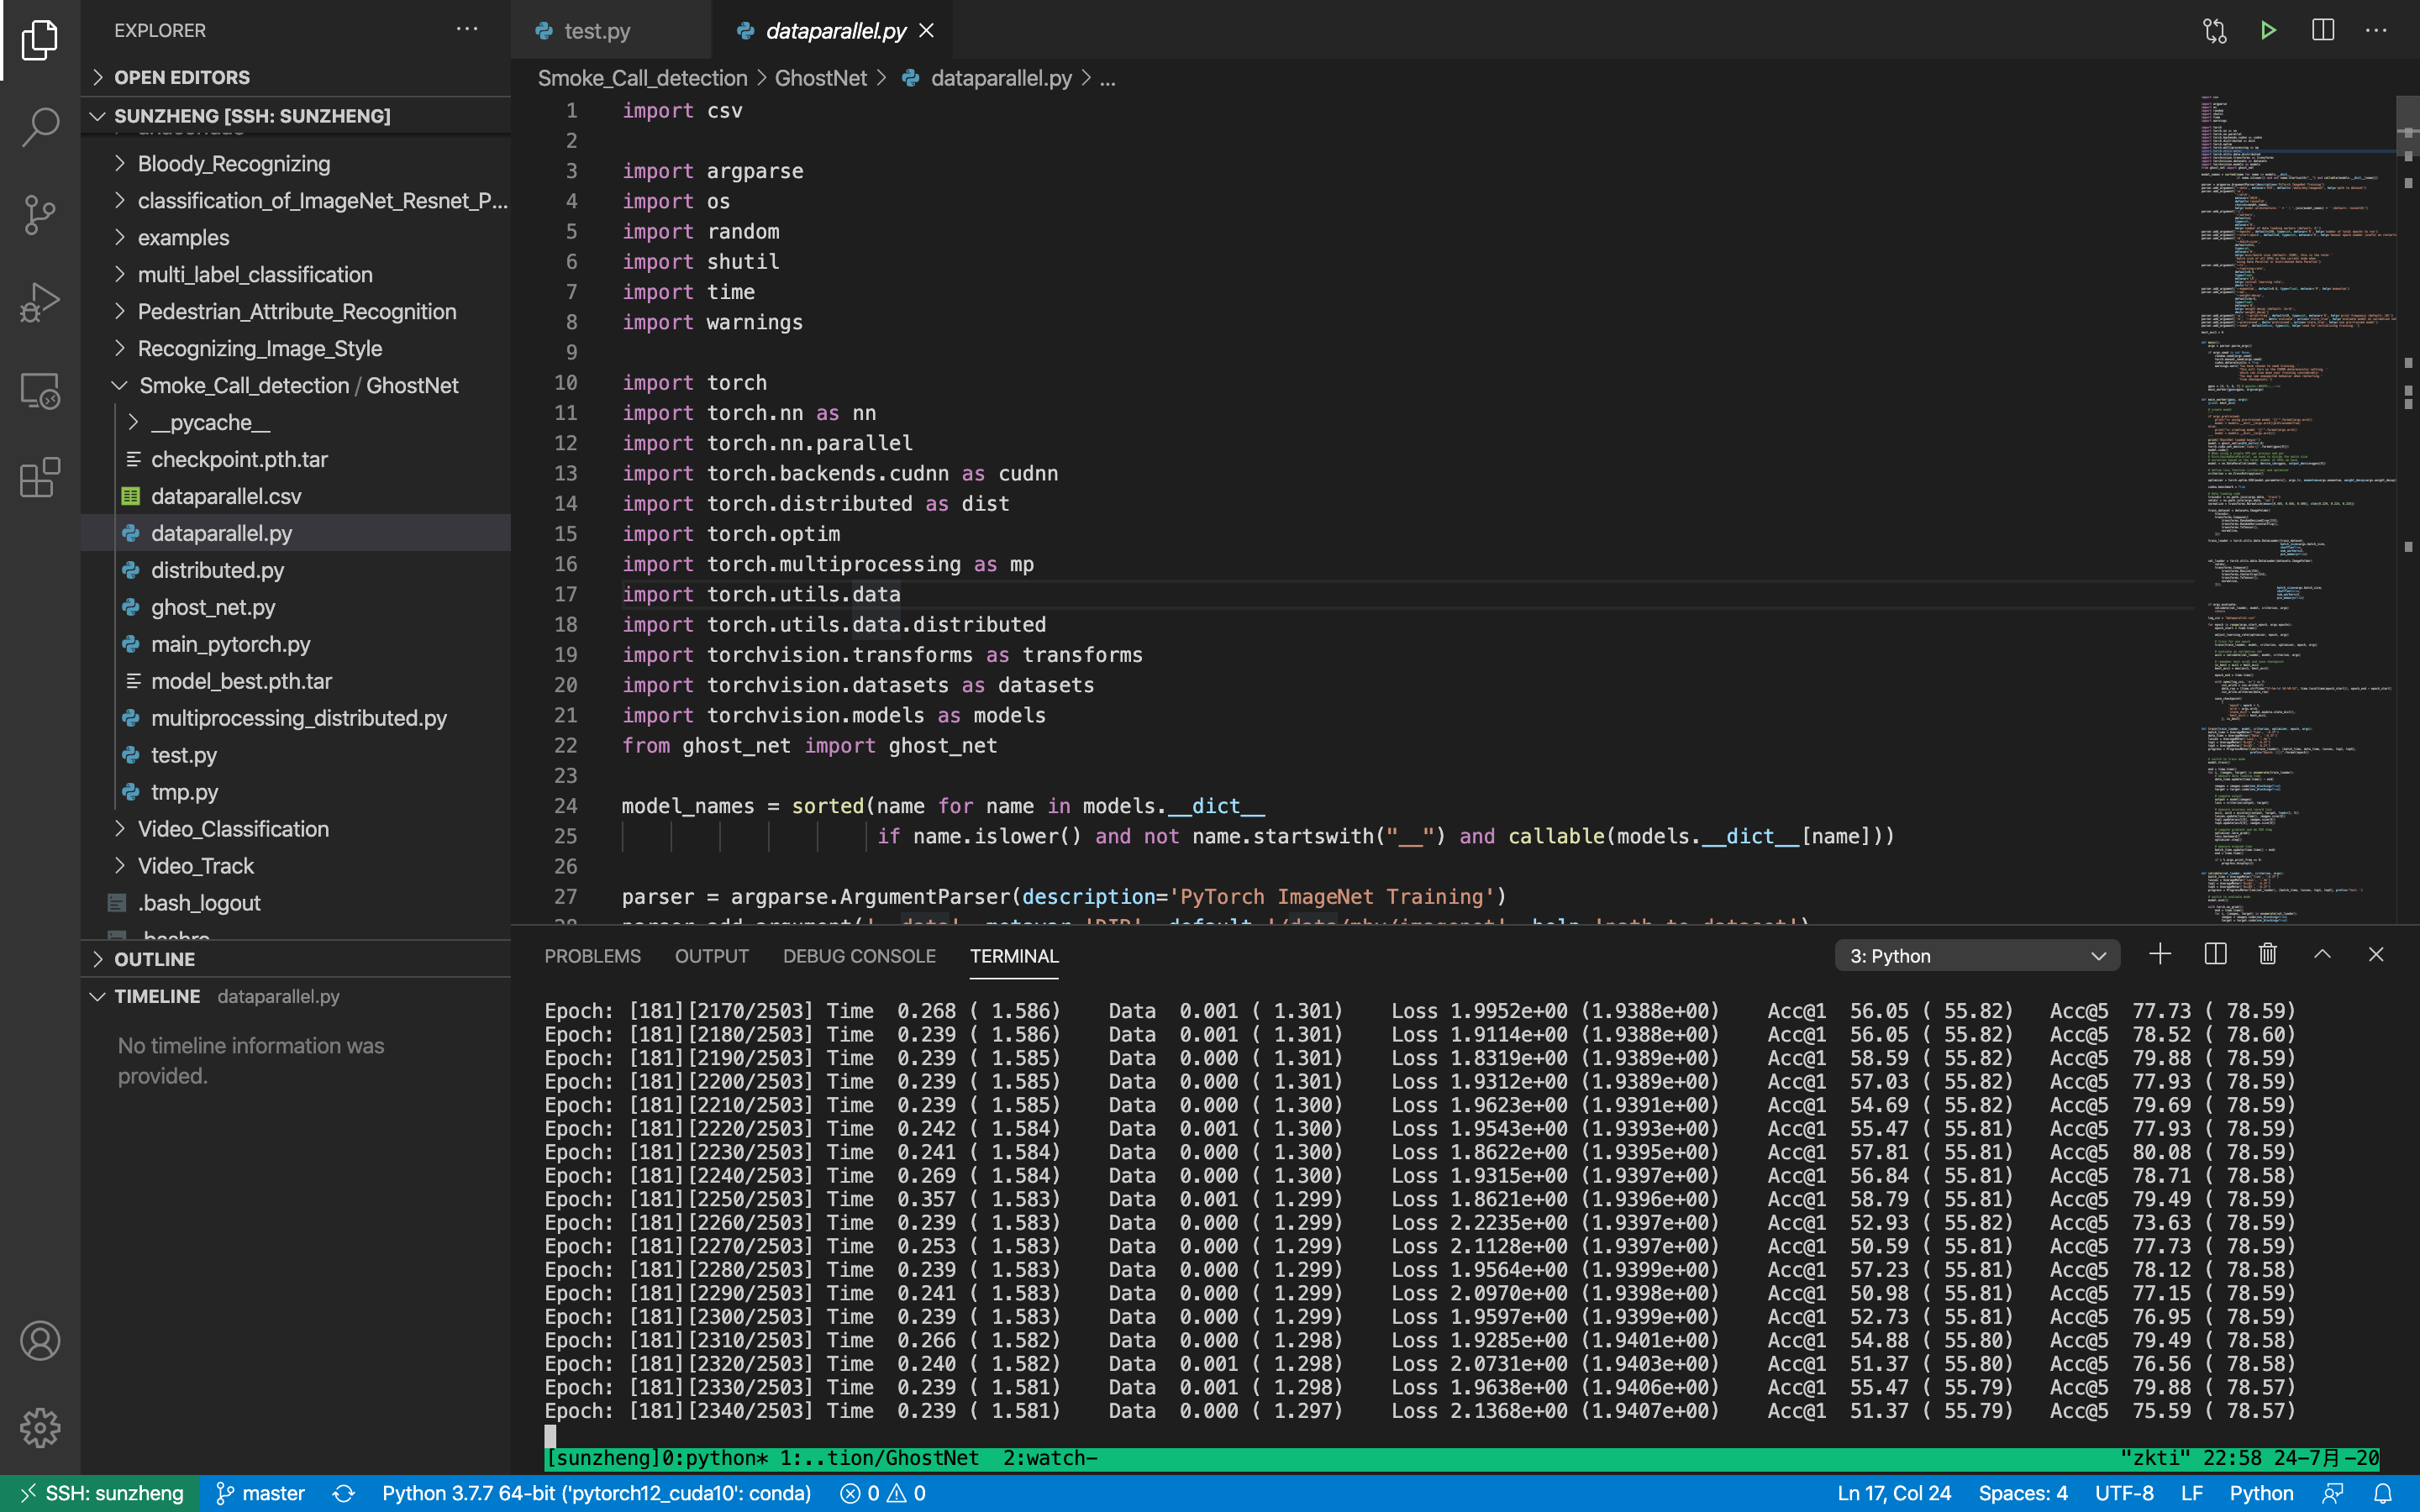 EXPLORER
OPEN EDITORS
SUNZHENG [SSH: SUNZHENG]
Bloody_Recognizing
classification_of_ImageNet_Resnet_P...
examples
multi_label_classification
Pedestrian_Attribute_Recognition
Recognizing_Image_Style
Smoke_Call_detection / GhostNet
__pycache__
checkpoint.pth.tar
dataparallel.csv
dataparallel.py
distributed.py
ghost_net.py
main_pytorch.py
model_best.pth.tar
multiprocessing_distributed.py
test.py
tmp.py
Video_Classification
Video_Track
.bash_logout
OUTLINE
TIMELINE dataparallel.py
No timeline information was
provided.
test.py dataparallel.py
Smoke_Call_detection > GhostNet > dataparallel.py > ...
1 import csv
2
3 import argparse
4 import os
5 import random
6 import shutil
7 import time
8 import warnings
9
10 import torch
11 import torch.nn as nn
12 import torch.nn.parallel
13 import torch.backends.cudnn as cudnn
14 import torch.distributed as dist
15 import torch.optim
16 import torch.multiprocessing as mp
17 import torch.utils.data
18 import torch.utils.data.distributed
19 import torchvision.transforms as transforms
20 import torchvision.datasets as datasets
21 import torchvision.models as models
22 from ghost_net import ghost_net
23
24 model_names = sorted(name for name in models.__dict__
25 if name.islower() and not name.startswith("__") and callable(models.__dict__[name]))
26
27 parser = argparse.ArgumentParser(description='PyTorch ImageNet Training')
PROBLEMS OUTPUT DEBUG CONSOLE TERMINAL 3: Python
Epoch: [181][2170/2503] Time 0.268 ( 1.586) Data 0.001 ( 1.301) Loss 1.9952e+00 (1.9388e+00) Acc@1 56.05 ( 55.82) Acc@5 77.73 ( 78.59)
Epoch: [181][2180/2503] Time 0.239 ( 1.586) Data 0.001 ( 1.301) Loss 1.9114e+00 (1.9388e+00) Acc@1 56.05 ( 55.82) Acc@5 78.52 ( 78.60)
Epoch: [181][2190/2503] Time 0.239 ( 1.585) Data 0.000 ( 1.301) Loss 1.8319e+00 (1.9389e+00) Acc@1 58.59 ( 55.82) Acc@5 79.88 ( 78.59)
Epoch: [181][2200/2503] Time 0.239 ( 1.585) Data 0.000 ( 1.301) Loss 1.9312e+00 (1.9389e+00) Acc@1 57.03 ( 55.82) Acc@5 77.93 ( 78.59)
Epoch: [181][2210/2503] Time 0.239 ( 1.585) Data 0.000 ( 1.300) Loss 1.9623e+00 (1.9391e+00) Acc@1 54.69 ( 55.82) Acc@5 79.69 ( 78.59)
Epoch: [181][2220/2503] Time 0.242 ( 1.584) Data 0.001 ( 1.300) Loss 1.9543e+00 (1.9393e+00) Acc@1 55.47 ( 55.81) Acc@5 77.93 ( 78.59)
Epoch: [181][2230/2503] Time 0.241 ( 1.584) Data 0.000 ( 1.300) Loss 1.8622e+00 (1.9395e+00) Acc@1 57.81 ( 55.81) Acc@5 80.08 ( 78.59)
Epoch: [181][2240/2503] Time 0.269 ( 1.584) Data 0.000 ( 1.300) Loss 1.9315e+00 (1.9397e+00) Acc@1 56.84 ( 55.81) Acc@5 78.71 ( 78.58)
Epoch: [181][2250/2503] Time 0.357 ( 1.583) Data 0.001 ( 1.299) Loss 1.8621e+00 (1.9396e+00) Acc@1 58.79 ( 55.81) Acc@5 79.49 ( 78.59)
Epoch: [181][2260/2503] Time 0.239 ( 1.583) Data 0.000 ( 1.299) Loss 2.2235e+00 (1.9397e+00) Acc@1 52.93 ( 55.82) Acc@5 73.63 ( 78.59)
Epoch: [181][2270/2503] Time 0.253 ( 1.583) Data 0.000 ( 1.299) Loss 2.1128e+00 (1.9397e+00) Acc@1 50.59 ( 55.81) Acc@5 77.73 ( 78.59)
Epoch: [181][2280/2503] Time 0.239 ( 1.583) Data 0.000 ( 1.299) Loss 1.9564e+00 (1.9399e+00) Acc@1 57.23 ( 55.81) Acc@5 78.12 ( 78.58)
Epoch: [181][2290/2503] Time 0.241 ( 1.583) Data 0.000 ( 1.299) Loss 2.0970e+00 (1.9398e+00) Acc@1 50.98 ( 55.81) Acc@5 77.15 ( 78.59)
Epoch: [181][2300/2503] Time 0.239 ( 1.583) Data 0.000 ( 1.299) Loss 1.9597e+00 (1.9399e+00) Acc@1 52.73 ( 55.81) Acc@5 76.95 ( 78.59)
Epoch: [181][2310/2503] Time 0.266 ( 1.582) Data 0.000 ( 1.298) Loss 1.9285e+00 (1.9401e+00) Acc@1 54.88 ( 55.80) Acc@5 79.49 ( 78.58)
Epoch: [181][2320/2503] Time 0.240 ( 1.582) Data 0.001 ( 1.298) Loss 2.0731e+00 (1.9403e+00) Acc@1 51.37 ( 55.80) Acc@5 76.56 ( 78.58)
Epoch: [181][2330/2503] Time 0.239 ( 1.581) Data 0.001 ( 1.298) Loss 1.9638e+00 (1.9406e+00) Acc@1 55.47 ( 55.79) Acc@5 79.88 ( 78.57)
Epoch: [181][2340/2503] Time 0.239 ( 1.581) Data 0.000 ( 1.297) Loss 2.1368e+00 (1.9407e+00) Acc@1 51.37 ( 55.79) Acc@5 75.59 ( 78.57)
[sunzheng]0:python* 1:..tion/GhostNet 2:watch- "zkti" 22:58 24-7月-20
SSH: sunzheng master Python 3.7.7 64-bit ('pytorch12_cuda10': conda) 0 0 Ln 17, Col 24 Spaces: 4 UTF-8 LF Python